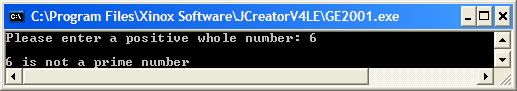 C:\Program Files\Xinox Software\JCreatorV4LE\GE2001.exe
Please enter a positive whole number: 6
6 is not a prime number